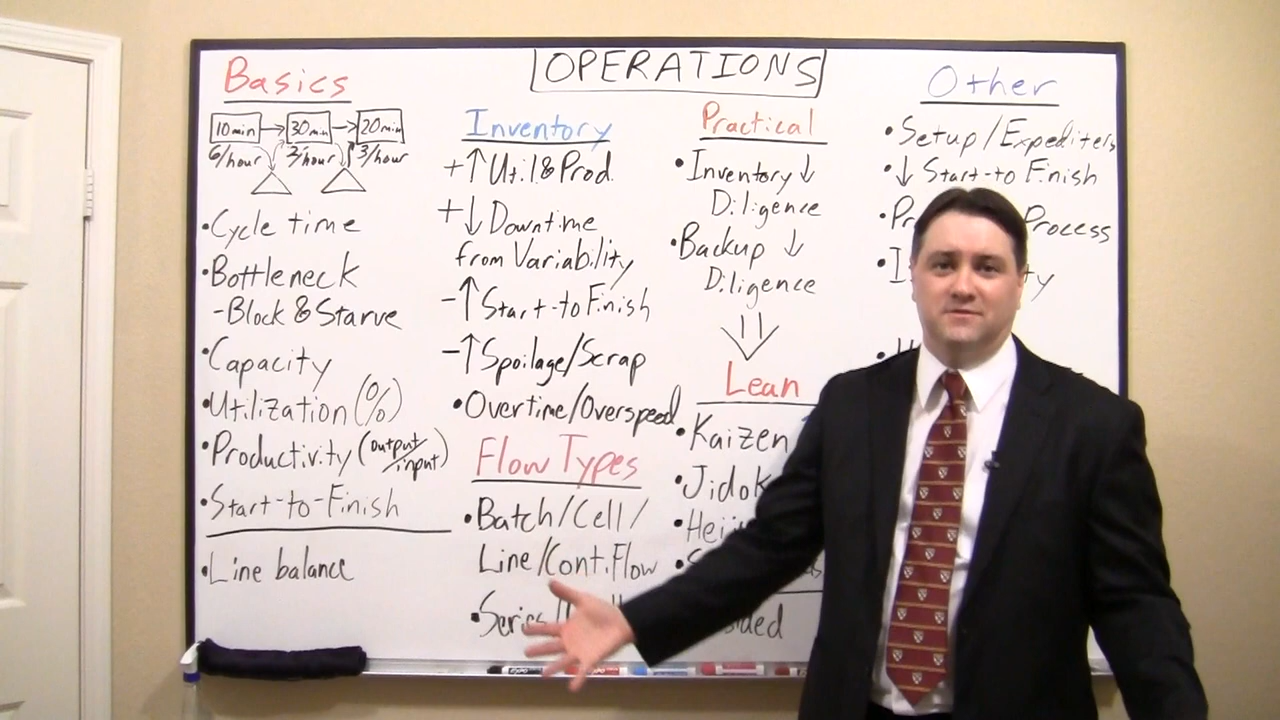 OPERATIONS
Basics
10min 30min 20min
6/hour 2/hour 3/hour
•Cycle time
•Bottleneck
-Block & Starve
•Capacity
•Utilization (%)
•Productivity (output/input)
•Start-to-Finish
•Line balance
Inventory
+↑Util & Prod.
+↓Downtime
from Variability
-↑Start-to Finish
-↑Spoilage/Scrap
•Overtime/Overspeed
Flow Types
•Batch/Cell/
Line/Cont. Flow
Practical
•Inventory↓
Diligence
•Backup ↓
Diligence
Lean
•Kaizen
Other
•Setup/Expediters
•↓ Start-to Finish
Process